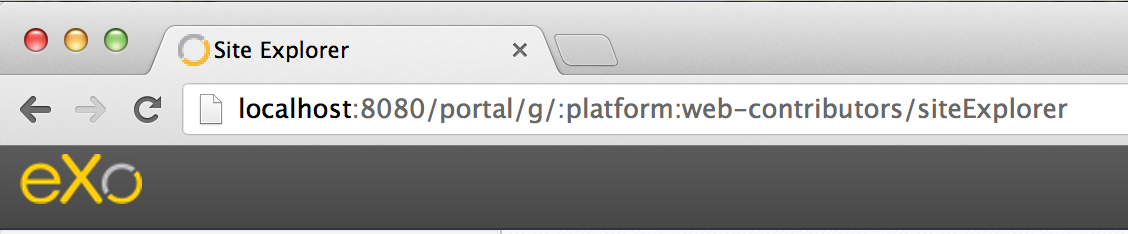 Site Explorer
localhost:8080/portal/g/:platform:web-contributors/siteExplorer
eXo